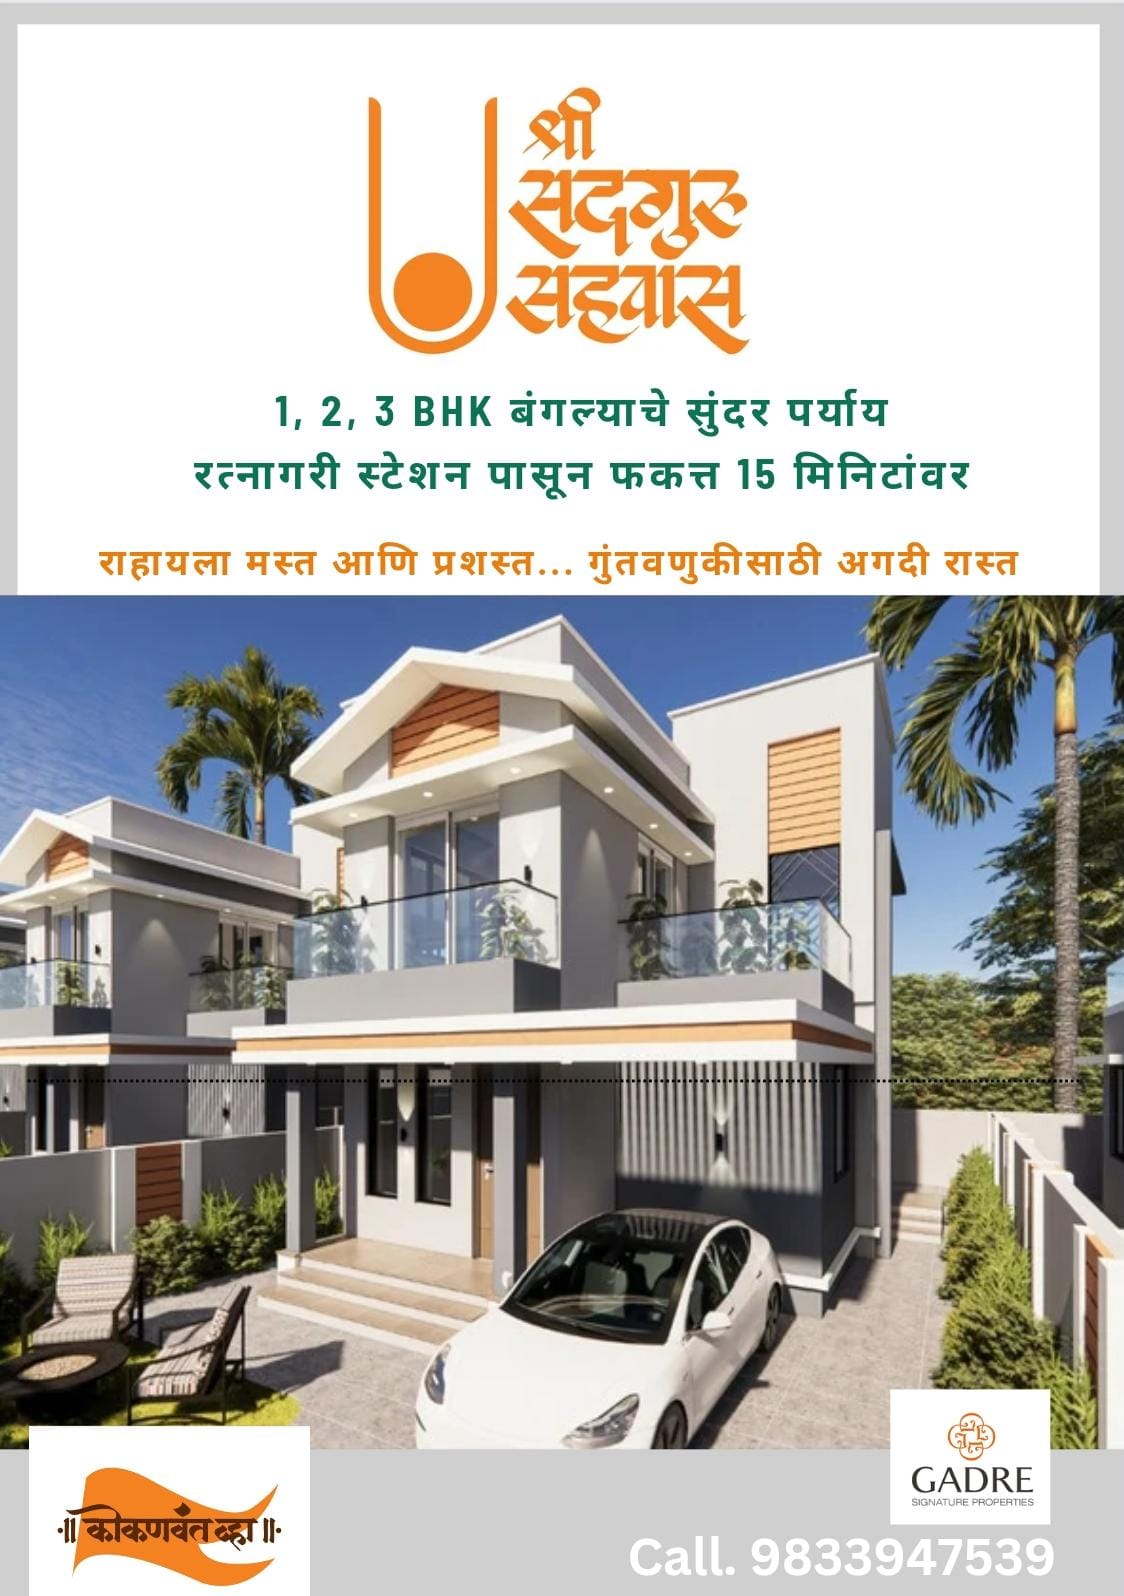 श्री
सदगुरु
सहवास
1, 2, 3 BHK बंगल्याचे सुंदर पर्याय
रत्नागरी स्टेशन पासून फकत्त 15 मिनिटांवर
राहायला मस्त आणि प्रशस्त... गुंतवणुकीसाठी अगदी रास्त
॥ कोकणवंत व्हा ॥
GADRE
SIGNATURE PROPERTIES
Call. 9833947539